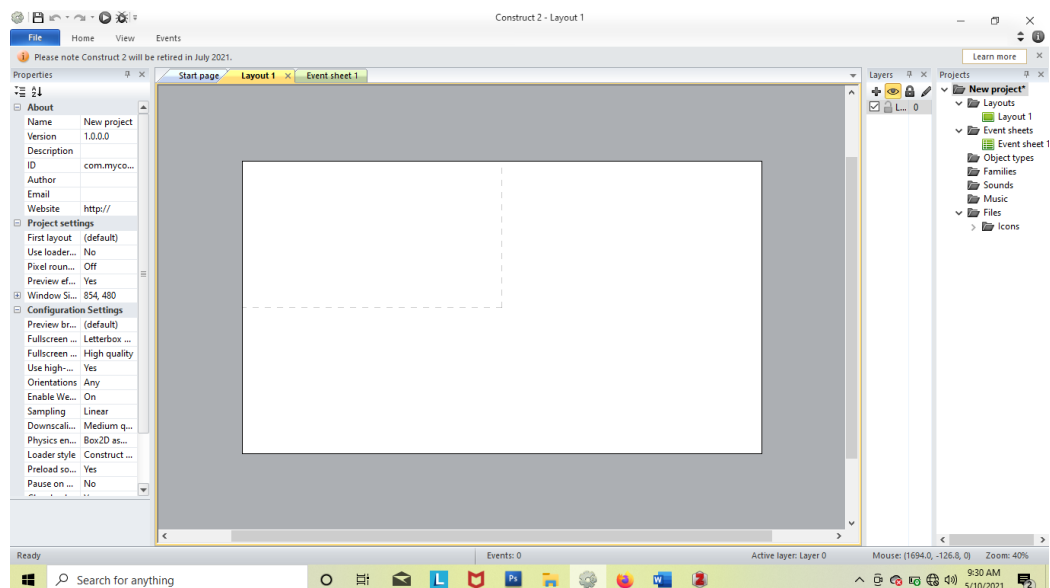 Construct 2 - Layout 1
File Home View Events
Please note Construct 2 will be retired in July 2021.
Learn more
Properties
Start page Layout 1 Event sheet 1
Layers
Projects
About
Name New project
Version 1.0.0.0
Description
ID com.myco...
Author
Email
Website http://
Project settings
First layout (default)
Use loader... No
Pixel roun... Off
Preview ef... Yes
Window Si... 854, 480
Configuration Settings
Preview br... (default)
Fullscreen ... Letterbox ...
Fullscreen ... High quality
Use high-... Yes
Orientations Any
Enable We... On
Sampling Linear
Downscali... Medium q...
Physics en... Box2D as...
Loader style Construct ...
Preload so... Yes
Pause on ... No
L... 0
New project*
Layouts
Layout 1
Event sheets
Event sheet 1
Object types
Families
Sounds
Music
Files
Icons
Ready
Events: 0
Active layer: Layer 0
Mouse: (1694.0, -126.8, 0)
Zoom: 40%
Search for anything
L
Ps
W
9:30 AM
5/10/2021
2